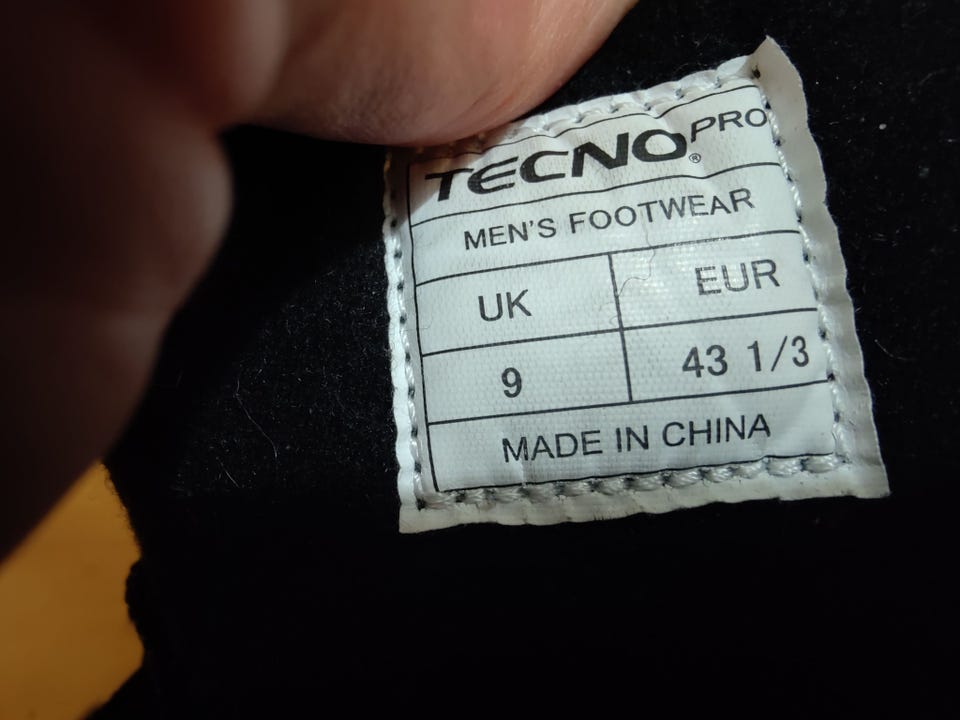 TECNO® PRO
MEN'S FOOTWEAR
UK EUR
9 43 1/3
MADE IN CHINA